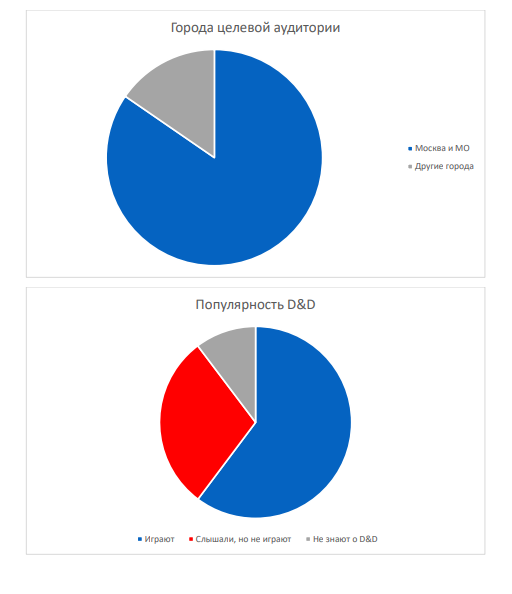 Города целевой аудитории
Москва и МО
Другие города
Популярность D&D
Играют
Слышали, но не играют
Не знают о D&D